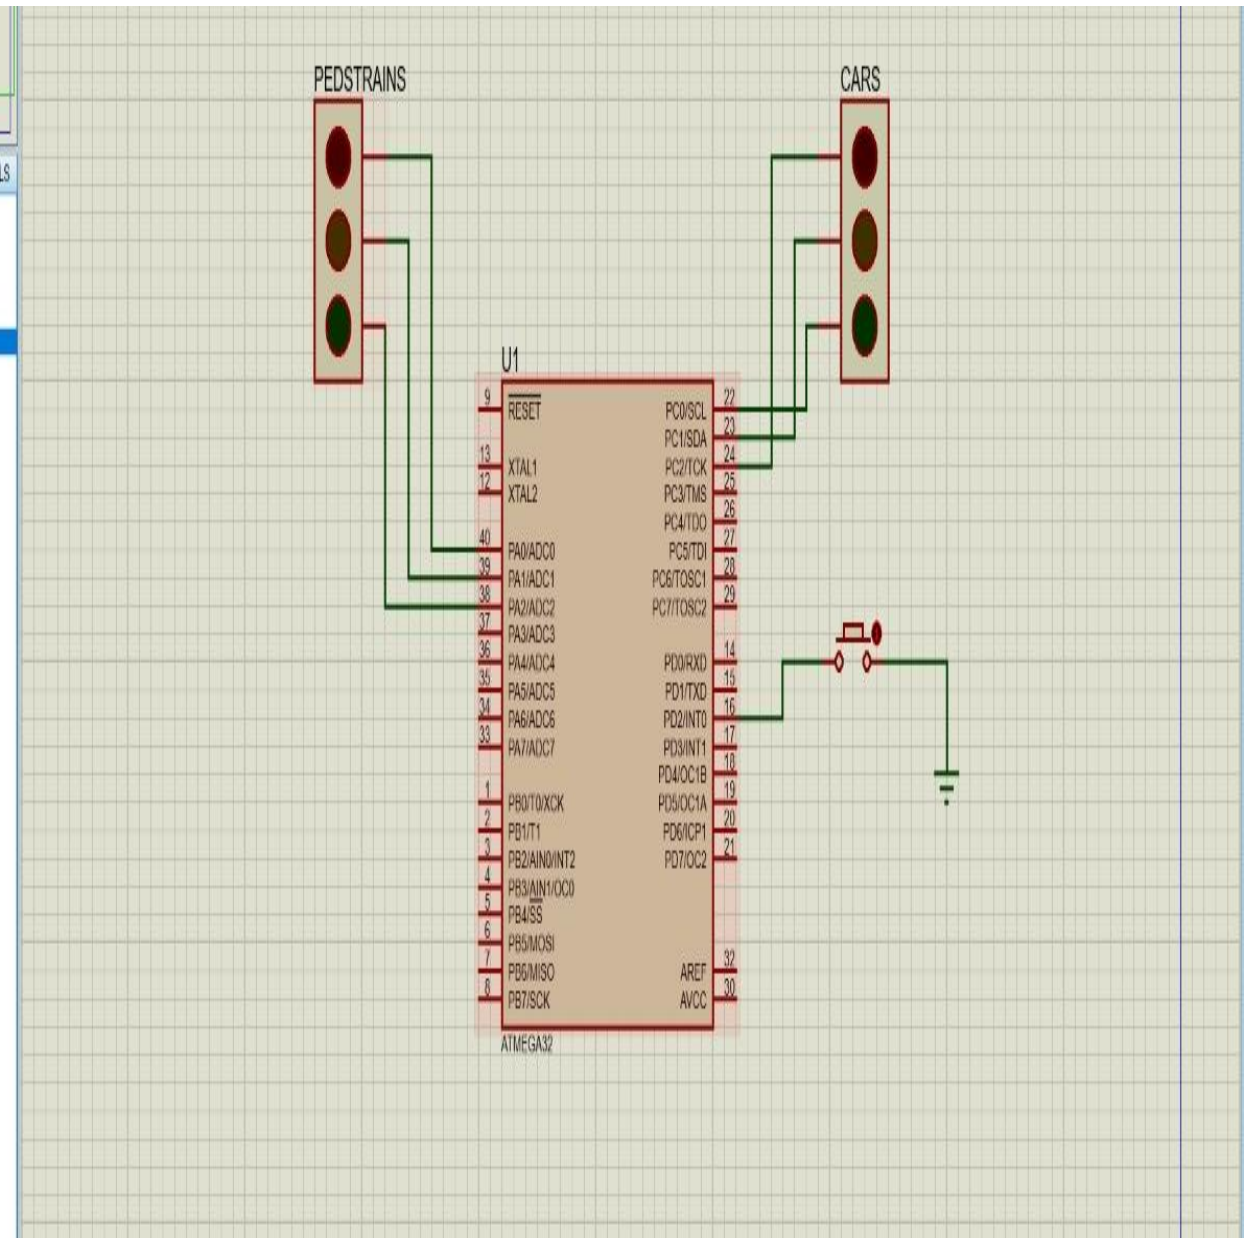 LS
PEDSTRAINS
CARS
U1
9 RESET
13 XTAL1
12 XTAL2
40 PA0/ADC0
39 PA1/ADC1
38 PA2/ADC2
37 PA3/ADC3
36 PA4/ADC4
35 PA5/ADC5
34 PA6/ADC6
33 PA7/ADC7
1 PB0/T0/XCK
2 PB1/T1
3 PB2/AIN0/INT2
4 PB3/AIN1/OC0
5 PB4/SS
6 PB5/MOSI
7 PB6/MISO
8 PB7/SCK
PC0/SCL 22
PC1/SDA 23
PC2/TCK 24
PC3/TMS 25
PC4/TDO 26
PC5/TDI 27
PC6/TOSC1 28
PC7/TOSC2 29
PD0/RXD 14
PD1/TXD 15
PD2/INT0 16
PD3/INT1 17
PD4/OC1B 18
PD5/OC1A 19
PD6/ICP1 20
PD7/OC2 21
AREF 32
AVCC 30
ATMEGA32